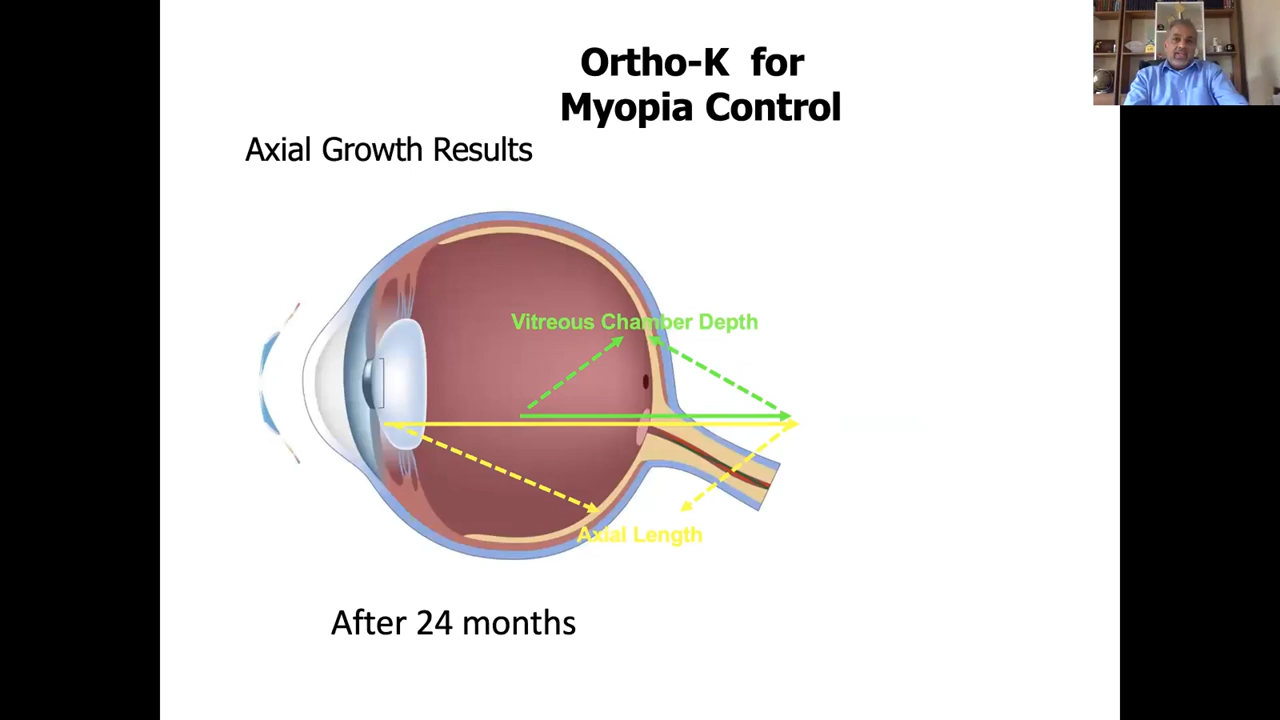 Ortho-K for
Myopia Control
Axial Growth Results
Vitreous Chamber Depth
Axial Length
After 24 months